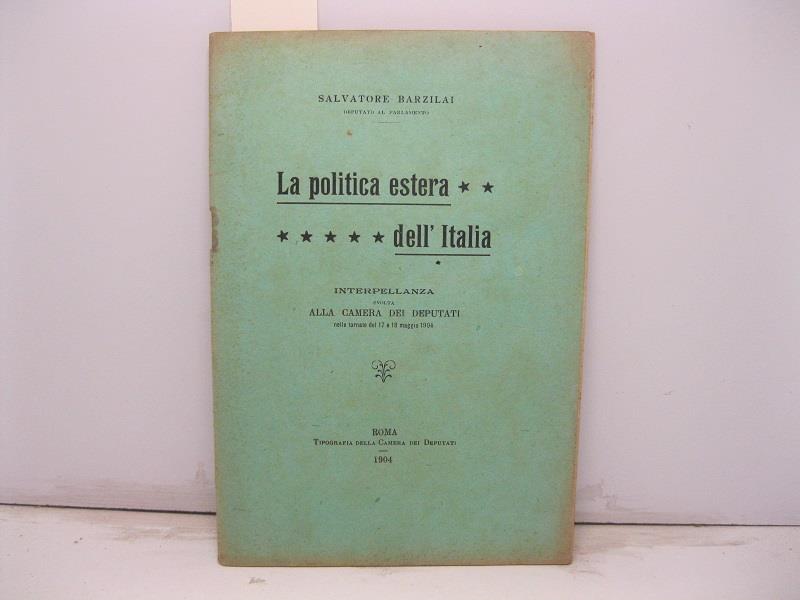 SALVATORE BARZILAI
DEPUTATO AL PARLAMENTO
La politica estera ★ ★
★ ★ ★ ★ ★ dell' Italia
INTERPELLANZA
SVOLTA
ALLA CAMERA DEI DEPUTATI
nelle tornate del 17 e 18 maggio 1904
ROMA
TIPOGRAFIA DELLA CAMERA DEI DEPUTATI
1904